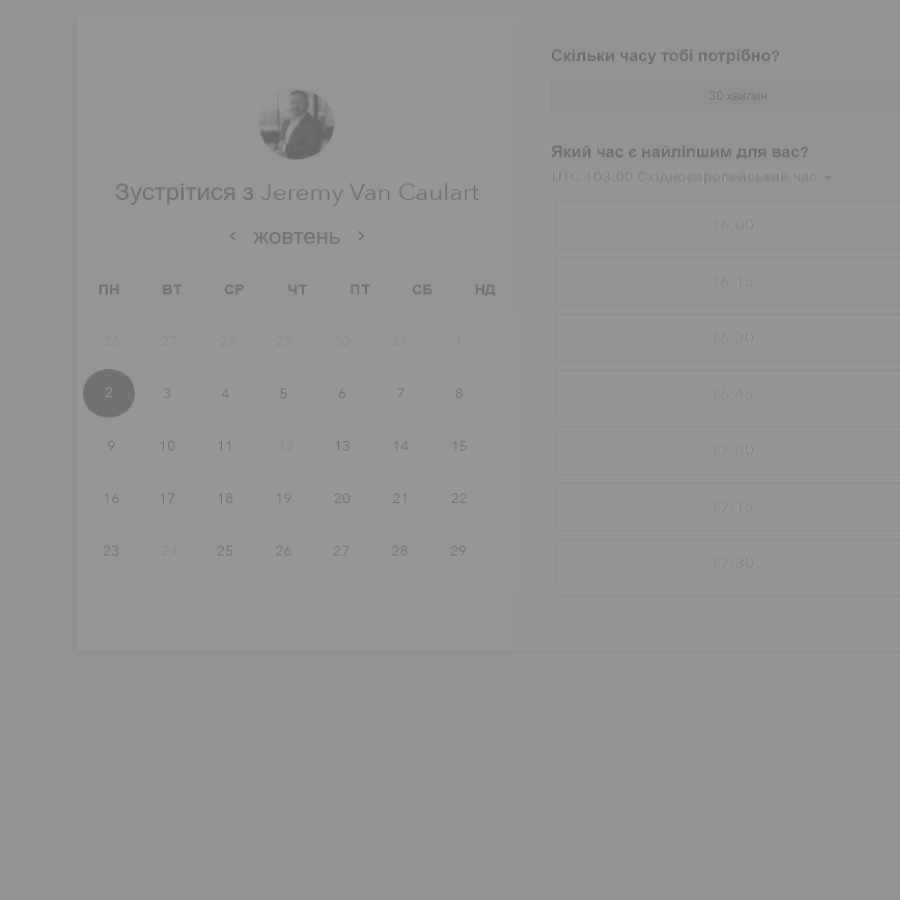 Зустрітися з Jeremy Van Caulart
жовтень
ПН ВТ СР ЧТ ПТ СБ НД
26 27 28 29 30 31 1
2 3 4 5 6 7 8
9 10 11 12 13 14 15
16 17 18 19 20 21 22
23 24 25 26 27 28 29
Скільки часу тобі потрібно?
30 хвилин
Який час є найліпшим для вас?
UTC +03:00 Східноєвропейський час
16:00
16:15
16:30
16:45
17:00
17:15
17:30